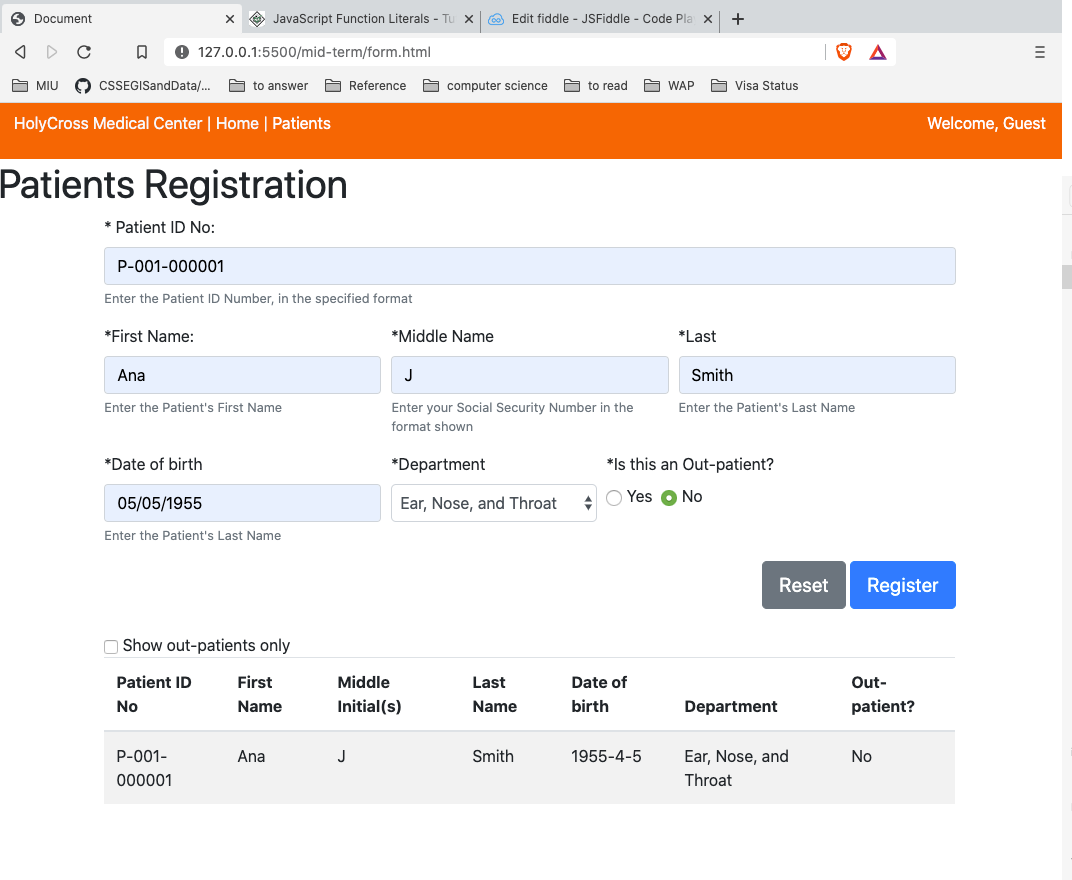 Document
JavaScript Function Literals - Tu
Edit fiddle - JSFiddle - Code Pla
127.0.0.1:5500/mid-term/form.html
MIU CSSEGISandData/... to answer Reference computer science to read WAP Visa Status
HolyCross Medical Center | Home | Patients Welcome, Guest
Patients Registration
* Patient ID No:
P-001-000001
Enter the Patient ID Number, in the specified format
*First Name: *Middle Name *Last
Ana J Smith
Enter the Patient's First Name Enter your Social Security Number in the Enter the Patient's Last Name
format shown
*Date of birth *Department *Is this an Out-patient?
05/05/1955 Ear, Nose, and Throat Yes No
Enter the Patient's Last Name
Reset Register
Show out-patients only
Patient ID First Middle Last Date of Out-
No Name Initial(s) Name birth Department patient?
P-001- Ana J Smith 1955-4-5 Ear, Nose, and No
000001 Throat